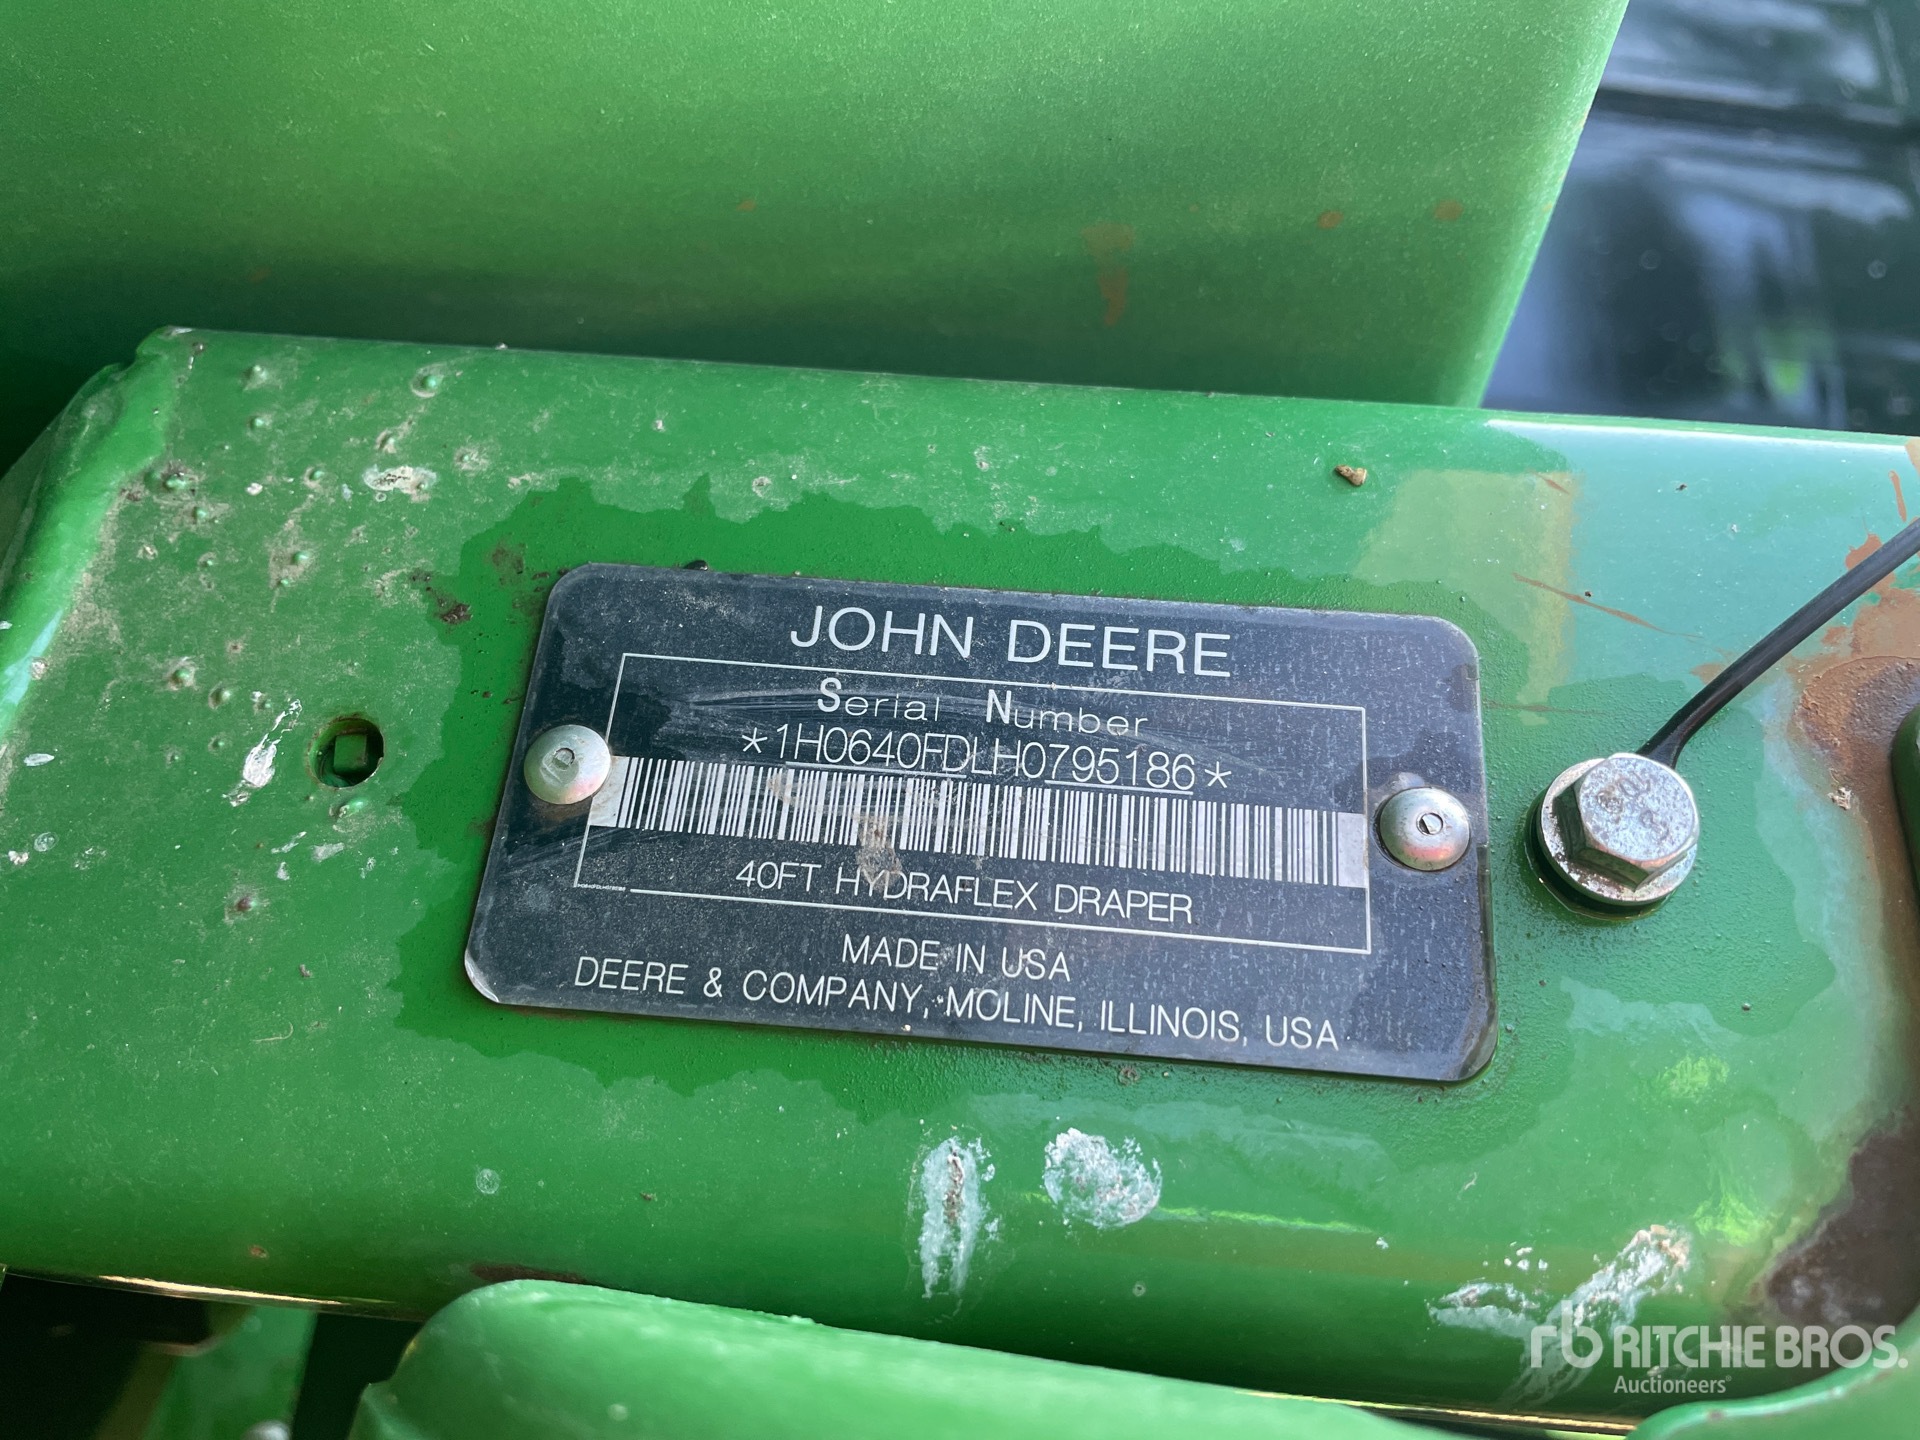 JOHN DEERE
Serial Number
*1H0640FDLH0795186*
40FT HYDRAFLEX DRAPER
MADE IN USA
DEERE & COMPANY, MOLINE, ILLINOIS, USA
rb RITCHIE BROS.
Auctioneers